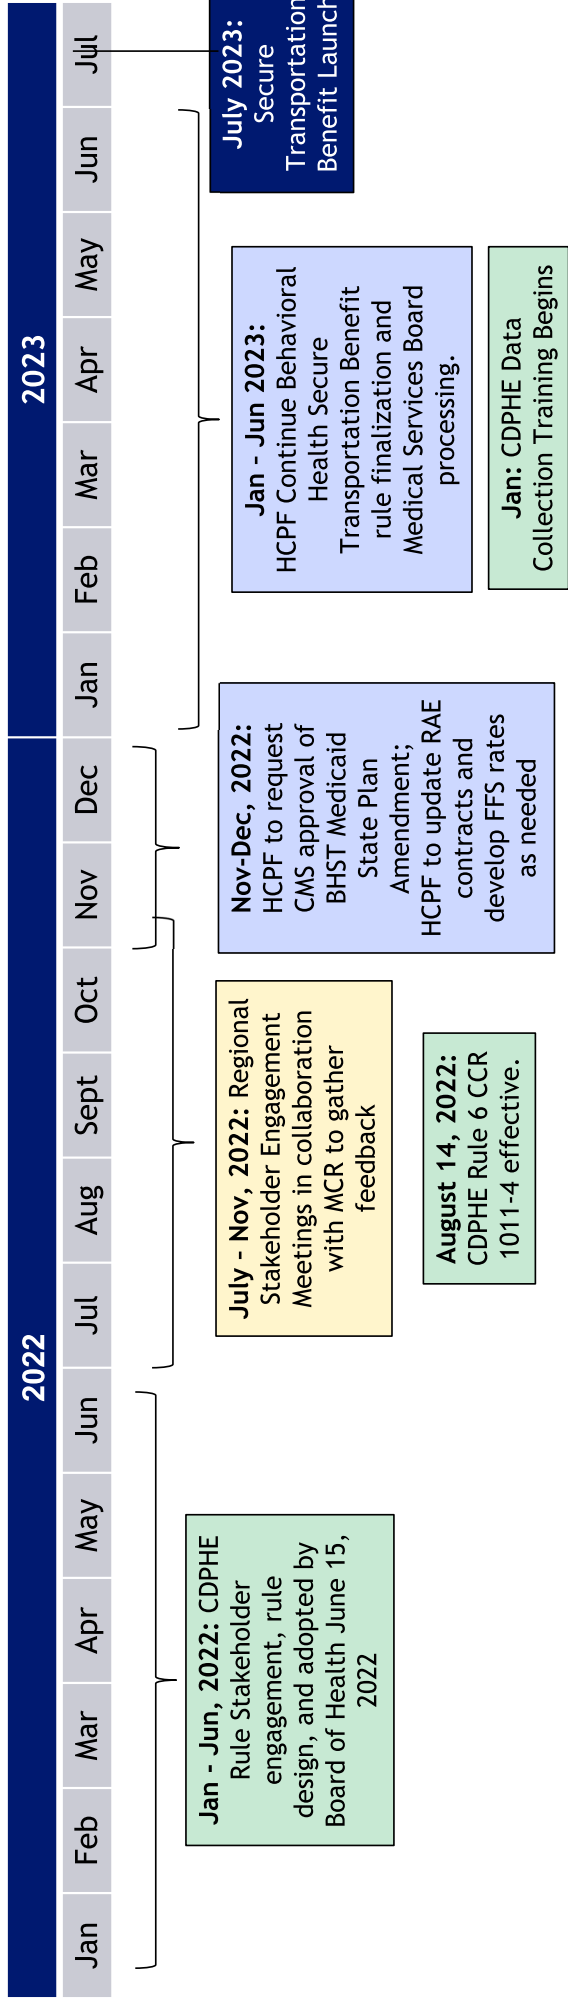 2022
2023
Jan
Feb
Mar
Apr
May
Jun
Jul
Aug
Sept
Oct
Nov
Dec
Jan
Feb
Mar
Apr
May
Jun
Jul
Jan - Jun, 2022: CDPHE
Rule Stakeholder
engagement, rule
design, and adopted by
Board of Health June 15,
2022
July - Nov, 2022: Regional
Stakeholder Engagement
Meetings in collaboration
with MCR to gather
feedback
August 14, 2022:
CDPHE Rule 6 CCR
1011-4 effective.
Nov-Dec, 2022:
HCPF to request
CMS approval of
BHST Medicaid
State Plan
Amendment;
HCPF to update RAE
contracts and
develop FFS rates
as needed
Jan - Jun 2023:
HCPF Continue Behavioral
Health Secure
Transportation Benefit
rule finalization and
Medical Services Board
processing.
Jan: CDPHE Data
Collection Training Begins
July 2023:
Secure
Transportation
Benefit Launch